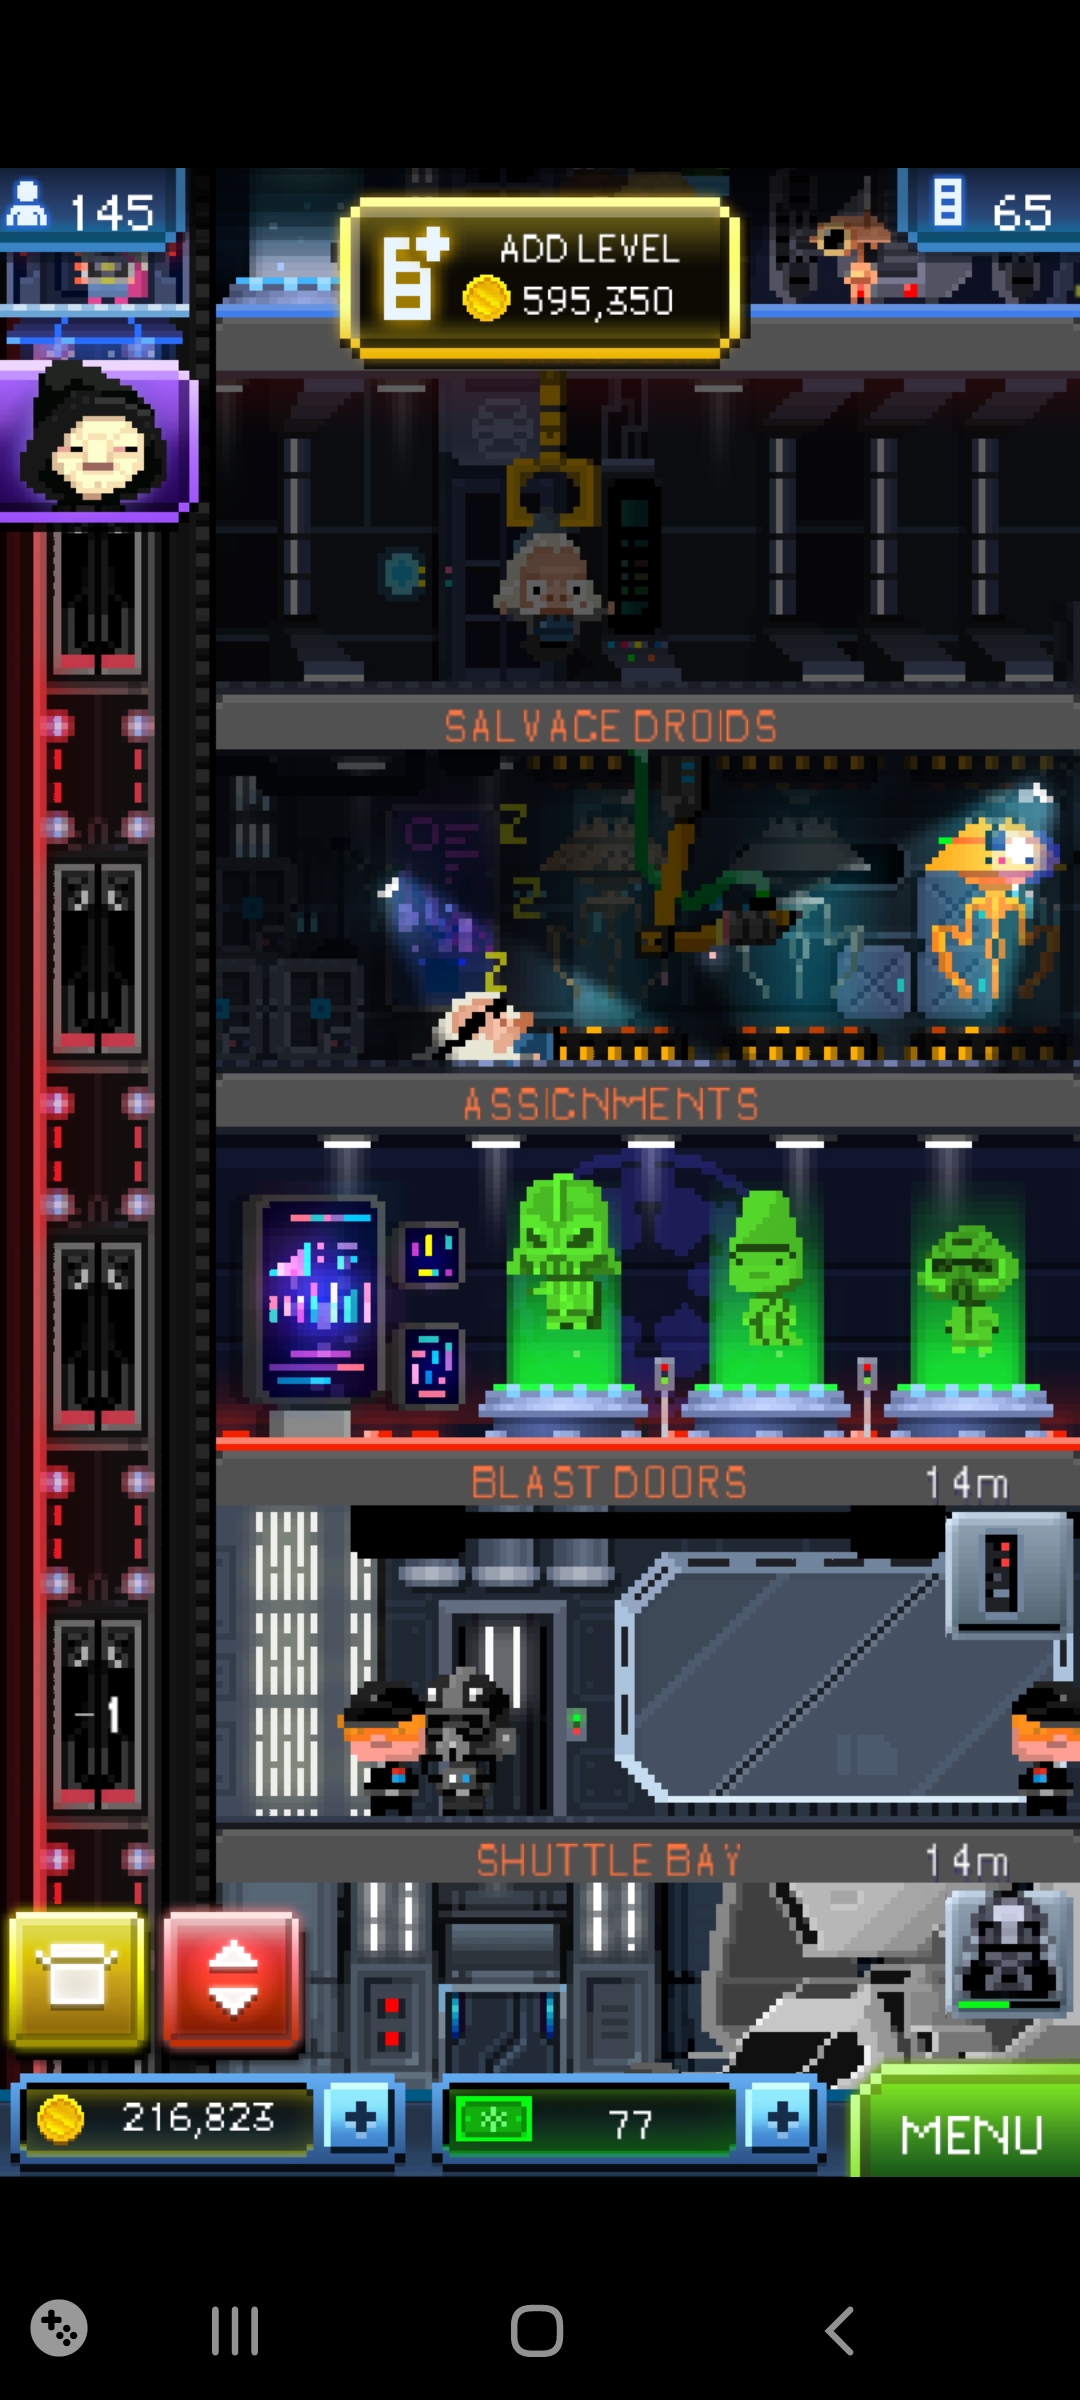 145
ADD LEVEL
65
595,350
SALVAGE DROIDS
Z
Z
Z
ASSIGNMENTS
BLAST DOORS 14m
-1
SHUTTLE BAY 14m
216,823
77
MENU